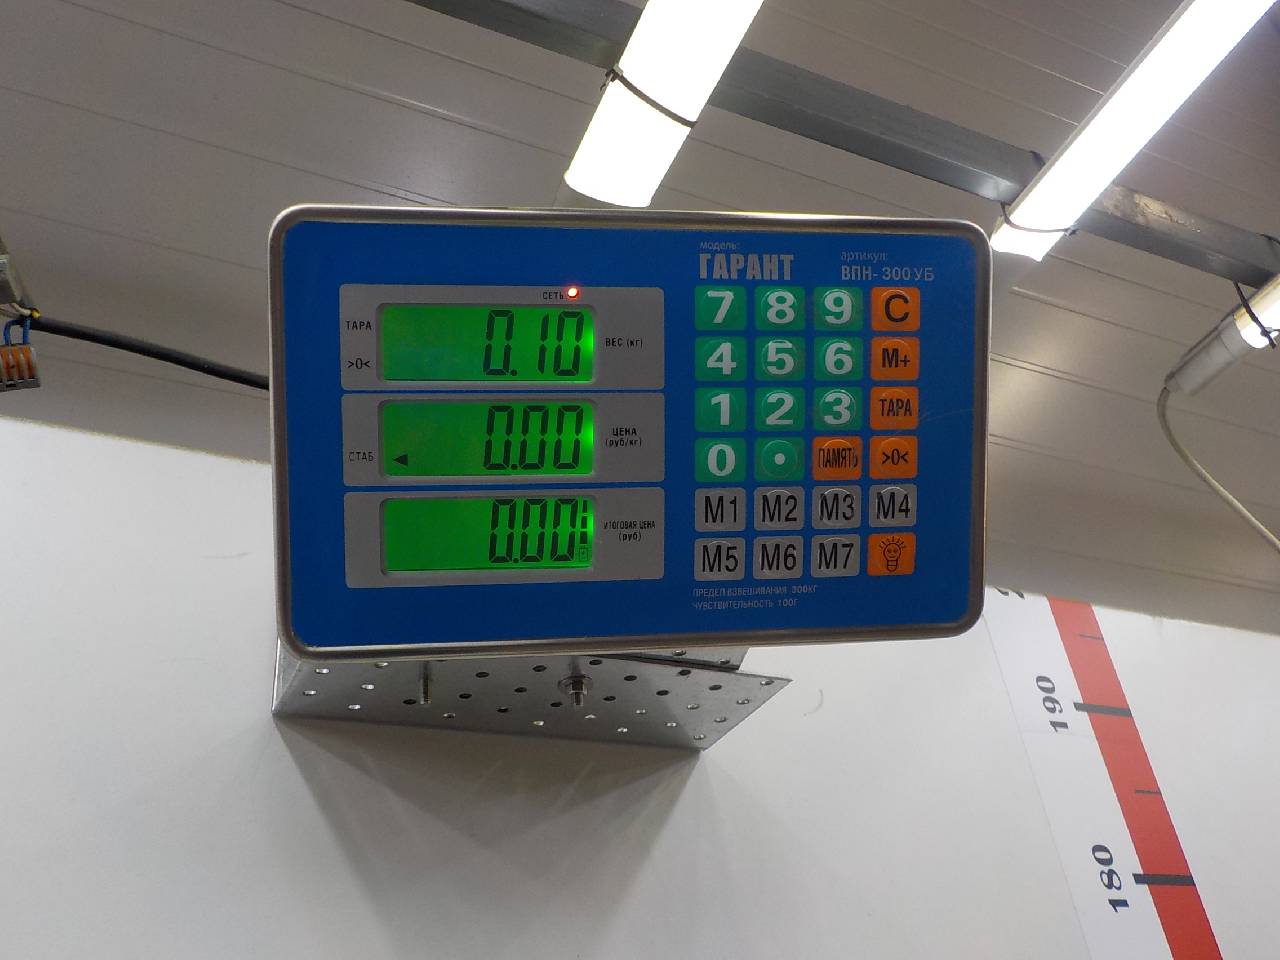 модель:
ГАРАНТ
артикул:
ВПН-300УБ
СЕТЬ
ТАРА
>0<
0.10
ВЕС (кг)
СТАБ
0.00
ЦЕНА
(руб/кг)
0.00
ИТОГОВАЯ ЦЕНА
(руб)
7 8 9 C
4 5 6 M+
1 2 3 ТАРА
0 . ПАМЯТЬ >0<
M1 M2 M3 M4
M5 M6 M7
ПРЕДЕЛ ВЗВЕШИВАНИЯ 300КГ
ЧУВСТВИТЕЛЬНОСТЬ 100Г
190
180